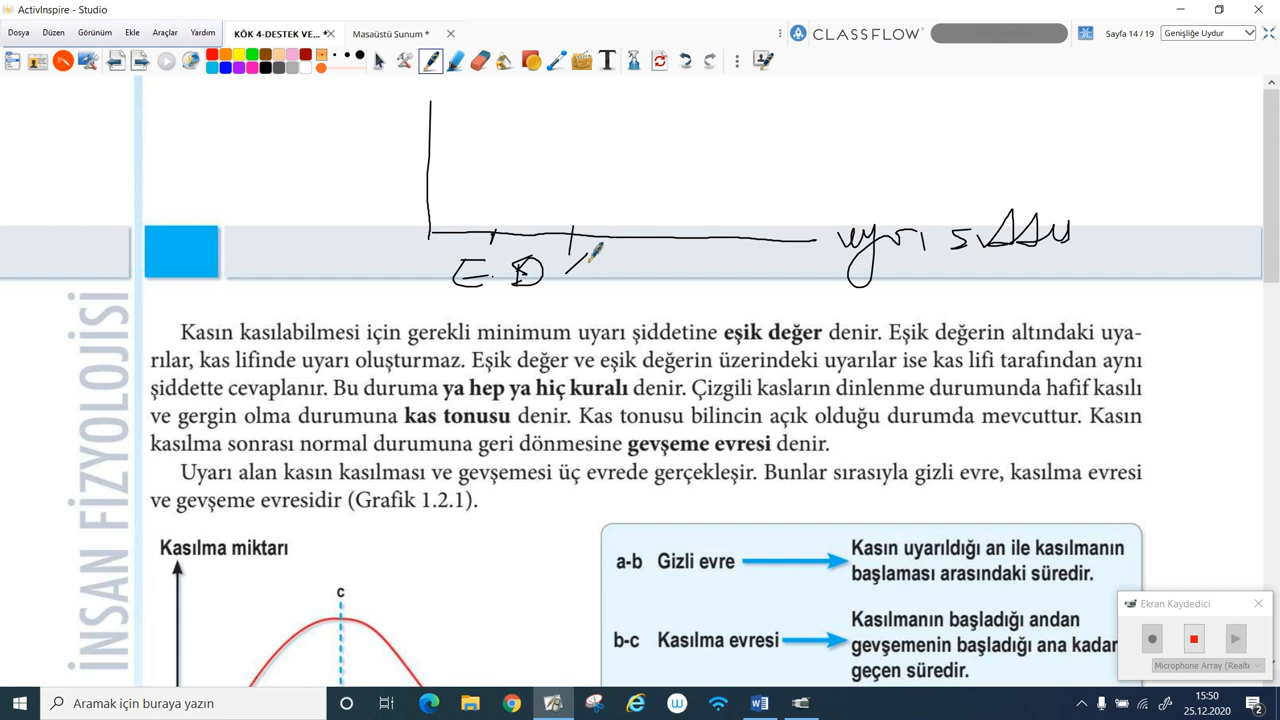 ActivInspire - Studio
Dosya Düzen Görünüm Ekle Araçlar Yardım
KÖK 4-DESTEK VE...*
Masaüstü Sunum *
CLASSFLOW
Sayfa 14 / 19
Genişliğe Uydur
uyarı
E. D
Kasın kasılabilmesi için gerekli minimum uyarı şiddetine eşik değer denir. Eşik değerin altındaki uya-
rılar, kas lifinde uyarı oluşturmaz. Eşik değer ve eşik değerin üzerindeki uyarılar ise kas lifi tarafından aynı
şiddette cevaplanır. Bu duruma ya hep ya hiç kuralı denir. Çizgili kasların dinlenme durumunda hafif kasılı
ve gergin olma durumuna kas tonusu denir. Kas tonusu bilincin açık olduğu durumda mevcuttur. Kasın
kasılma sonrası normal durumuna geri dönmesine gevşeme evresi denir.
Uyarı alan kasın kasılması ve gevşemesi üç evrede gerçekleşir. Bunlar sırasıyla gizli evre, kasılma evresi
ve gevşeme evresidir (Grafik 1.2.1).
İNSAN FİZYOLOJİSİ
Kasılma miktarı
c
a-b Gizli evre
Kasın uyarıldığı an ile kasılmanın
başlaması arasındaki süredir.
b-c Kasılma evresi
Kasılmanın başladığı andan
gevşemenin başladığı ana kadar
geçen süredir.
Ekran Kaydedici
Microphone Array (Realt
Aramak için buraya yazın
15:50
25.12.2020
2